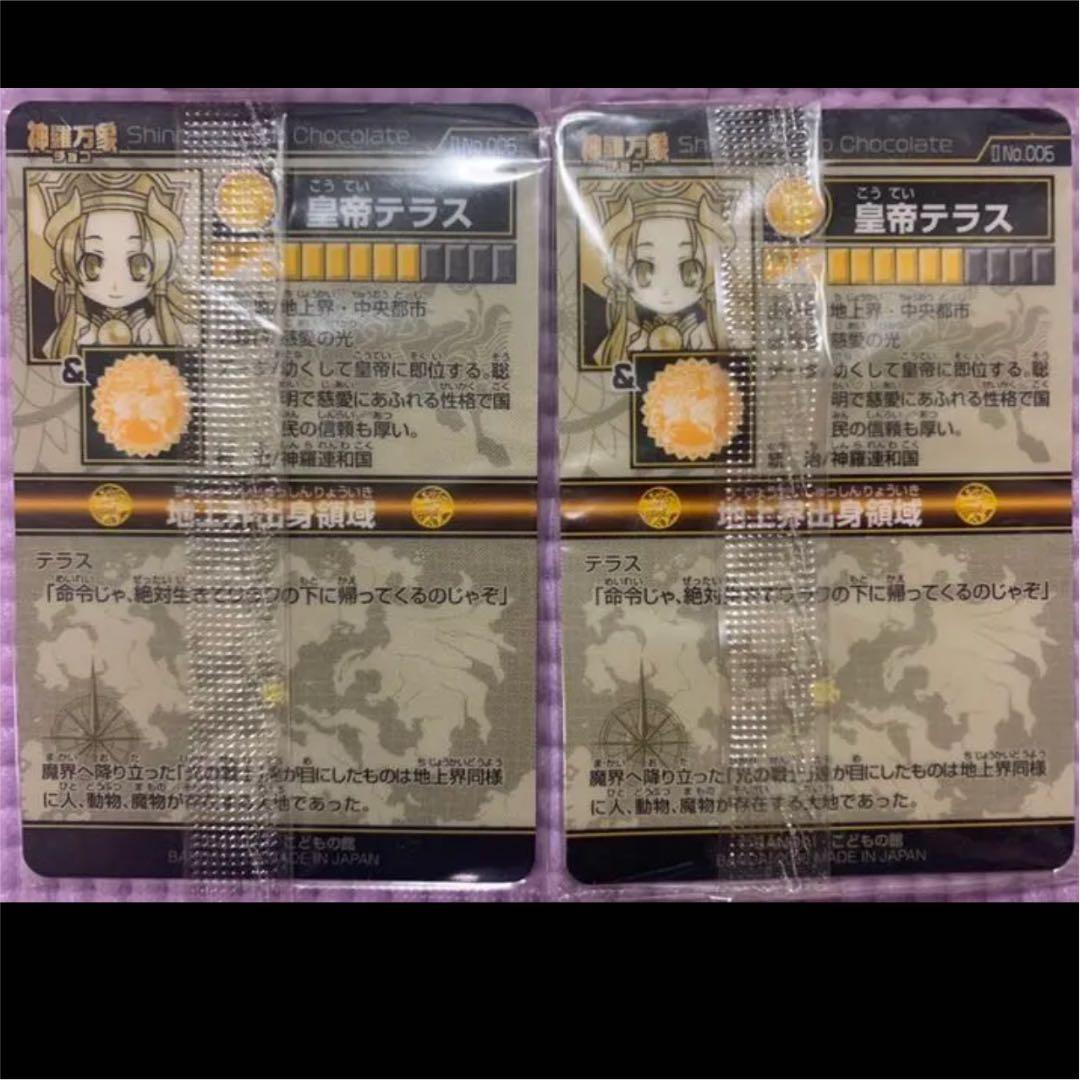 神羅万象
チョコ
Chocolate
II No.005
こうてい
皇帝テラス
地上界・中央都市
慈愛の光
幼くして皇帝に即位する。聡
明で慈愛にあふれる性格で国
民の信頼も厚い。
/神羅連和国
&
地上界出身領域
テラス
「命令じゃ、絶対生きてワラワの下に帰ってくるのじゃぞ」
魔界へ降り立った「光の戦士」達が目にしたものは地上界同様
に人、動物、魔物が存在する大地であった。
こどもの館
MADE IN JAPAN
神羅万象
チョコ
Chocolate
II No.005
こうてい
皇帝テラス
地上界・中央都市
慈愛の光
幼くして皇帝に即位する。聡
明で慈愛にあふれる性格で国
民の信頼も厚い。
統治/神羅連和国
&
地上界出身領域
テラス
「命令じゃ、絶対生きてワラワの下に帰ってくるのじゃぞ」
魔界へ降り立った「光の戦士」達が目にしたものは地上界同様
に人、動物、魔物が存在する大地であった。
こどもの館
MADE IN JAPAN